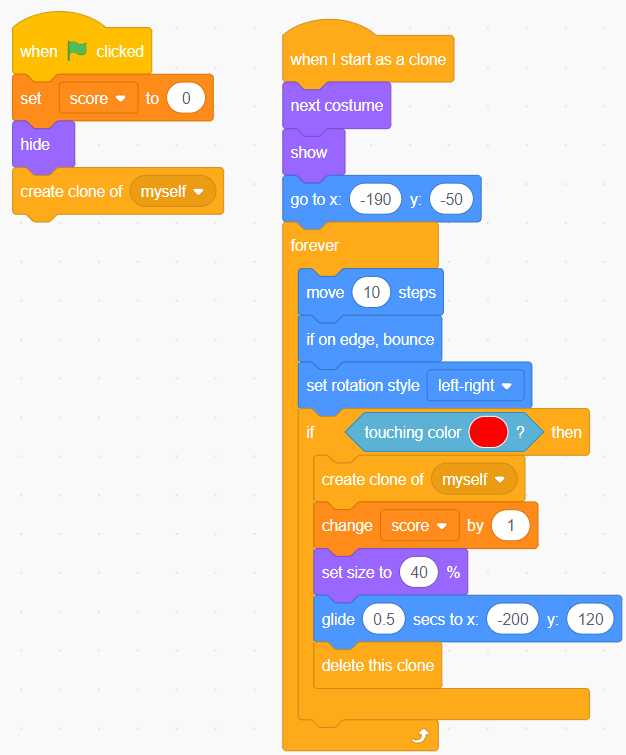 when clicked
set score to 0
hide
create clone of myself
when I start as a clone
next costume
show
go to x: -190 y: -50
forever
move 10 steps
if on edge, bounce
set rotation style left-right
if touching color ? then
create clone of myself
change score by 1
set size to 40 %
glide 0.5 secs to x: -200 y: 120
delete this clone